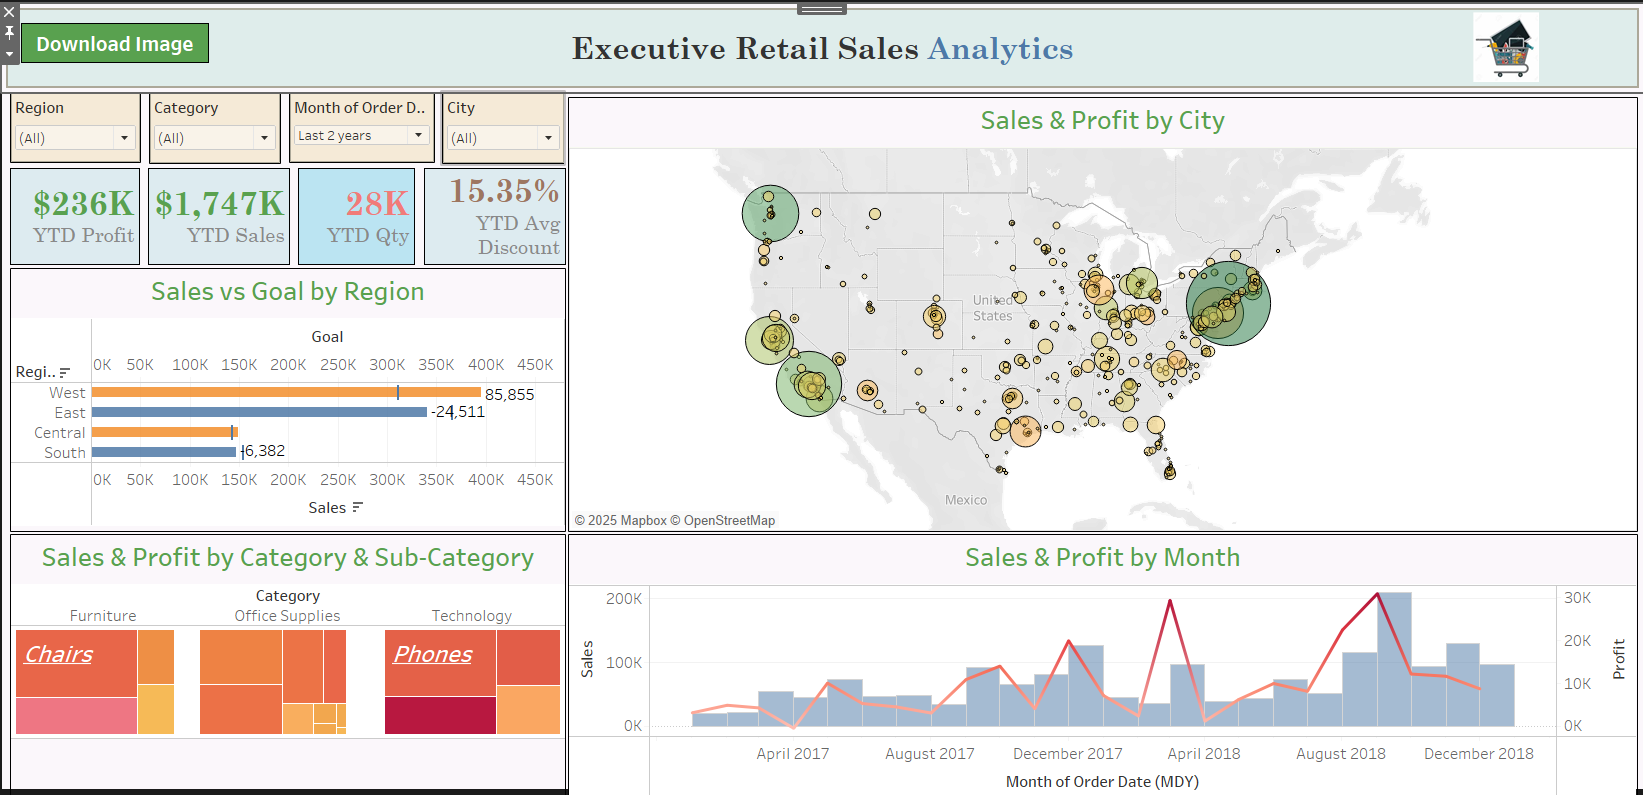 Download Image
Executive Retail Sales Analytics
Region
(All)
Category
(All)
Month of Order D..
Last 2 years
City
(All)
$236K
YTD Profit
$1,747K
YTD Sales
28K
YTD Qty
15.35%
YTD Avg
Discount
Sales vs Goal by Region
Goal
Regi..
0K 50K 100K 150K 200K 250K 300K 350K 400K 450K
West 85,855
East -24,511
Central
South 6,382
0K 50K 100K 150K 200K 250K 300K 350K 400K 450K
Sales
Sales & Profit by City
United
States
Mexico
© 2025 Mapbox © OpenStreetMap
Sales & Profit by Category & Sub-Category
Category
Furniture Office Supplies Technology
Chairs
Phones
Sales & Profit by Month
Sales
200K
100K
0K
30K
20K
10K
0K
Profit
April 2017 August 2017 December 2017 April 2018 August 2018 December 2018
Month of Order Date (MDY)